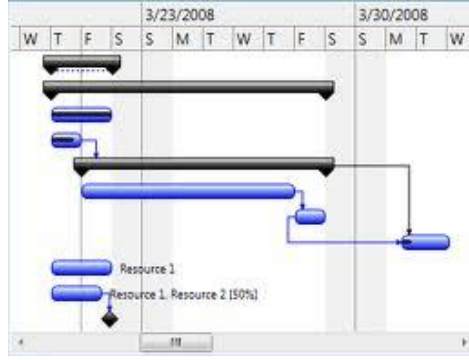 3/23/2008 3/30/2008
W T F S S M T W T F S S M T W
Resource 1
Resource 1, Resource 2 [50%]